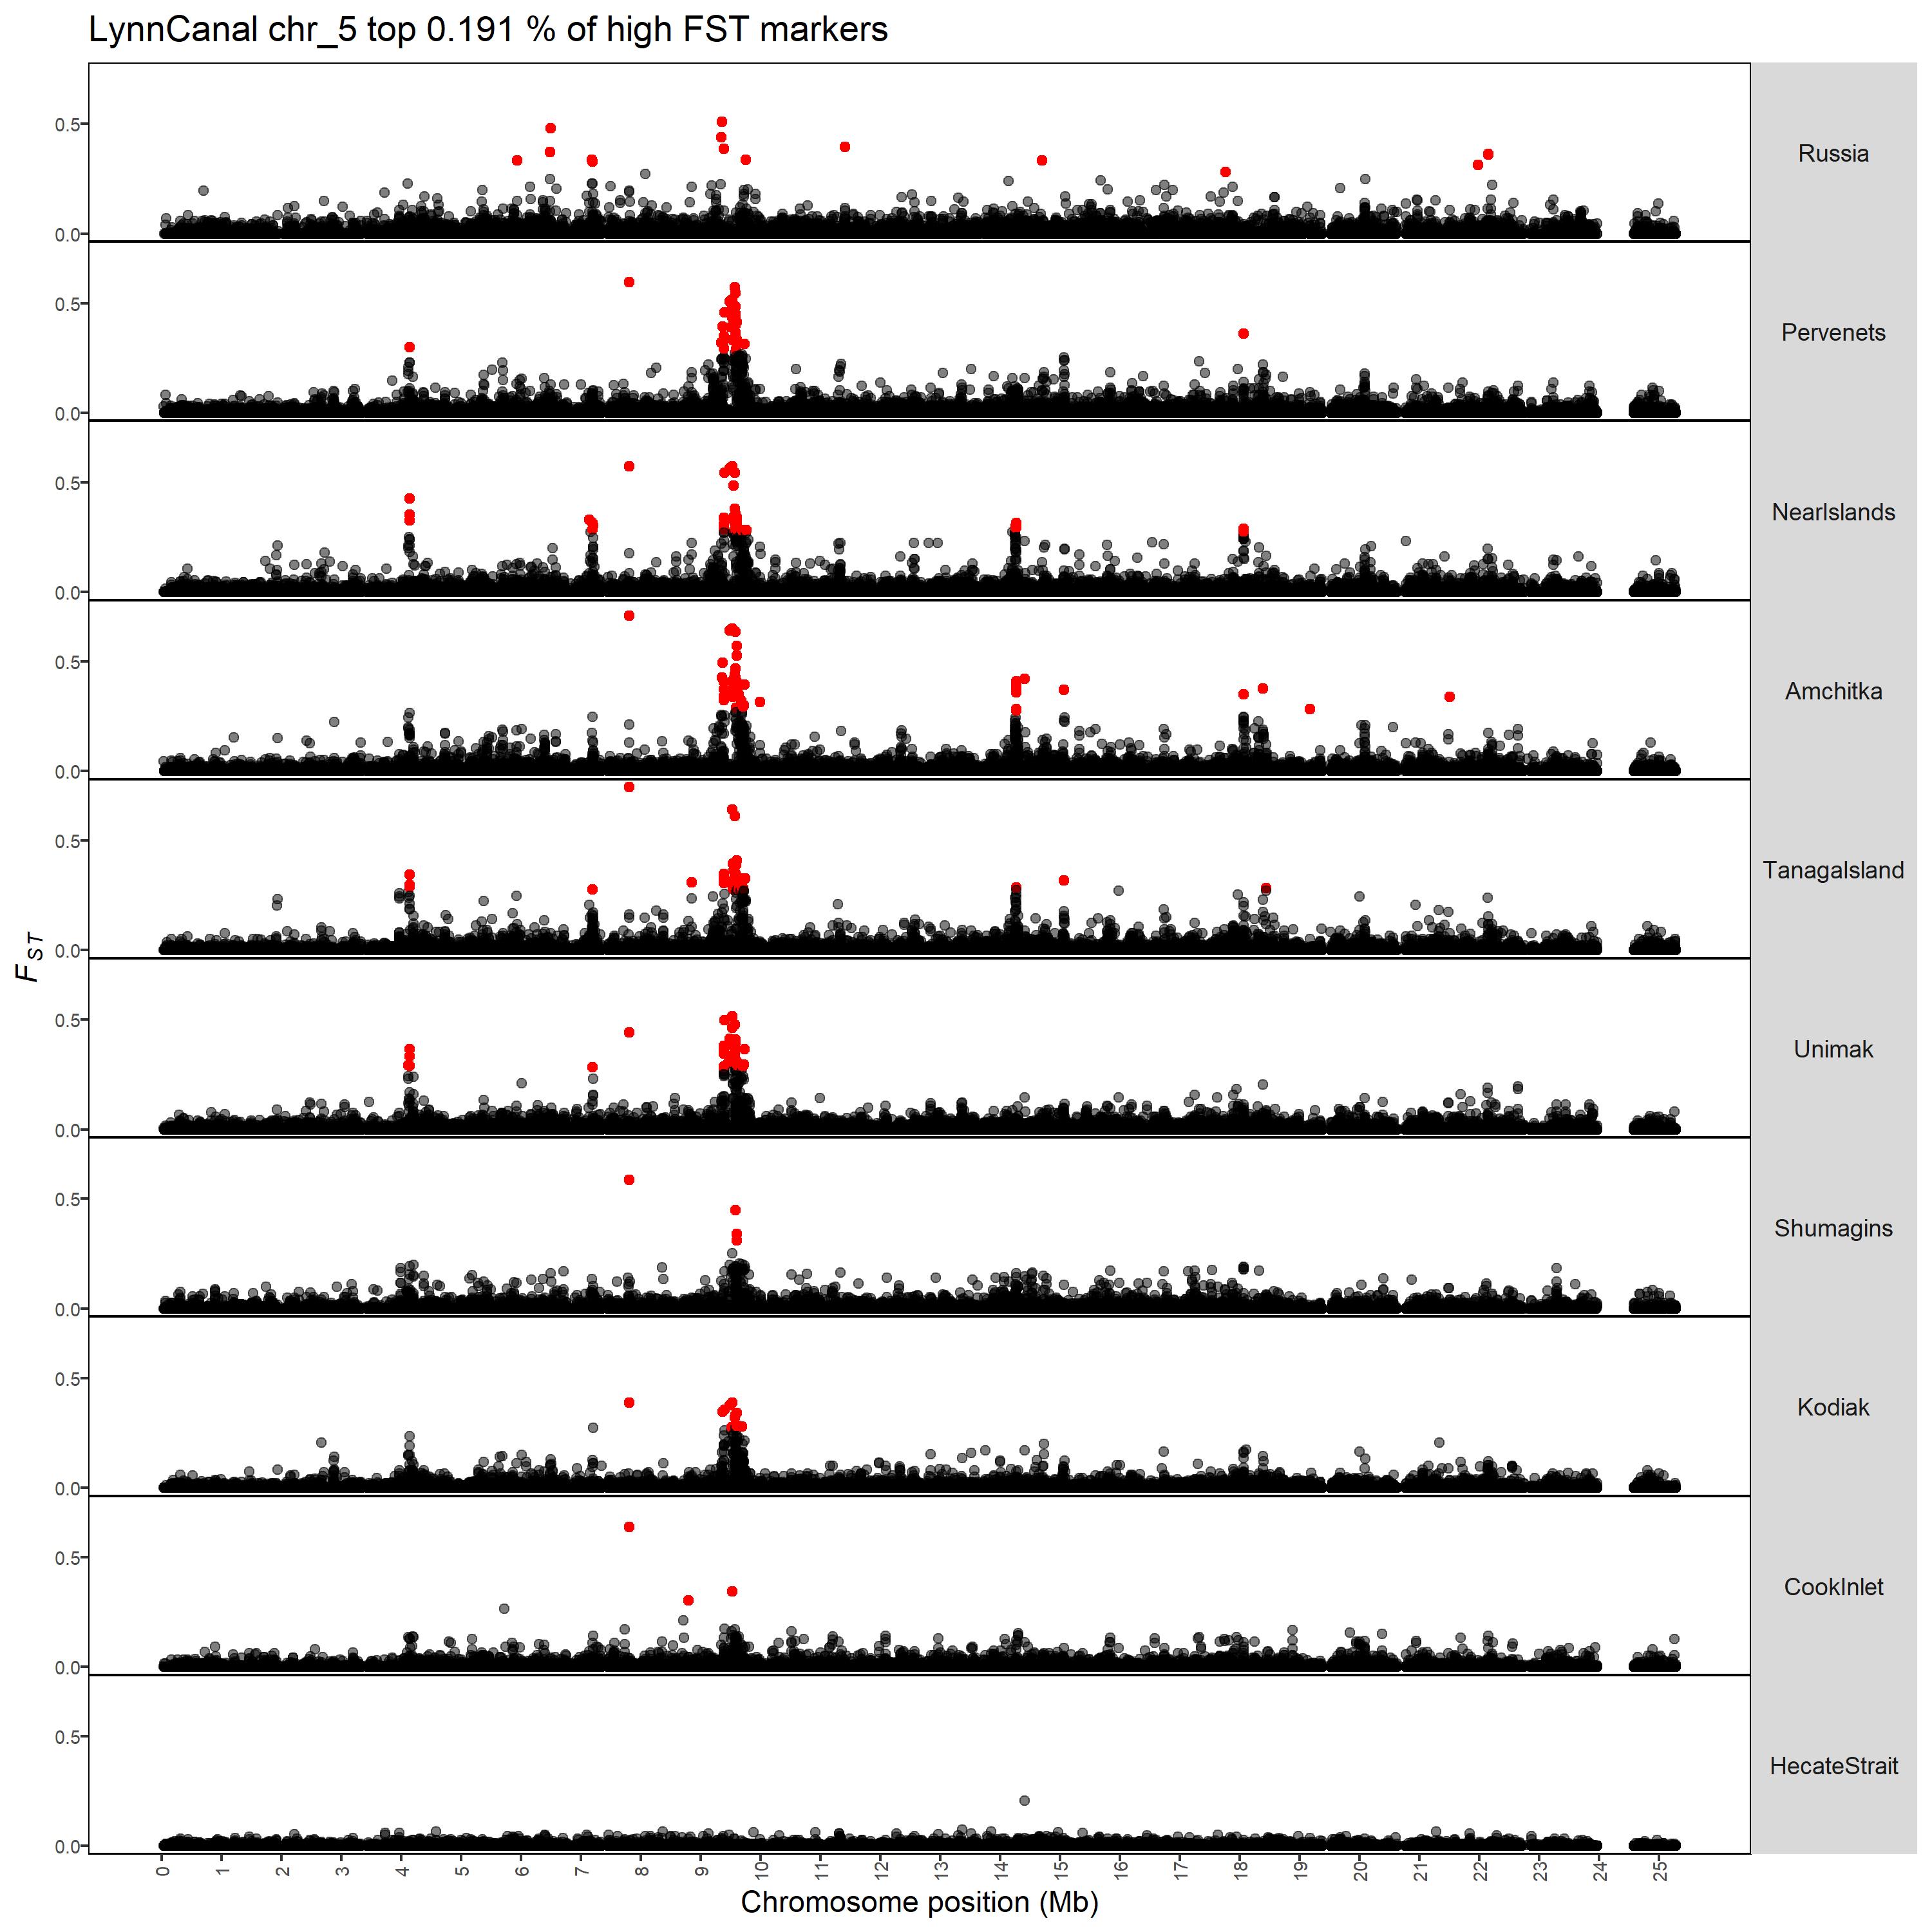 LynnCanal chr_5 top 0.191 % of high FST markers
0.5
0.0
Russia
0.5
0.0
Pervenets
0.5
0.0
NearIslands
0.5
0.0
Amchitka
0.5
0.0
TanagaIsland
0.5
0.0
Unimak
0.5
0.0
Shumagins
0.5
0.0
Kodiak
0.5
0.0
CookInlet
0.5
0.0
HecateStrait
FST
0 1 2 3 4 5 6 7 8 9 10 11 12 13 14 15 16 17 18 19 20 21 22 23 24 25
Chromosome position (Mb)